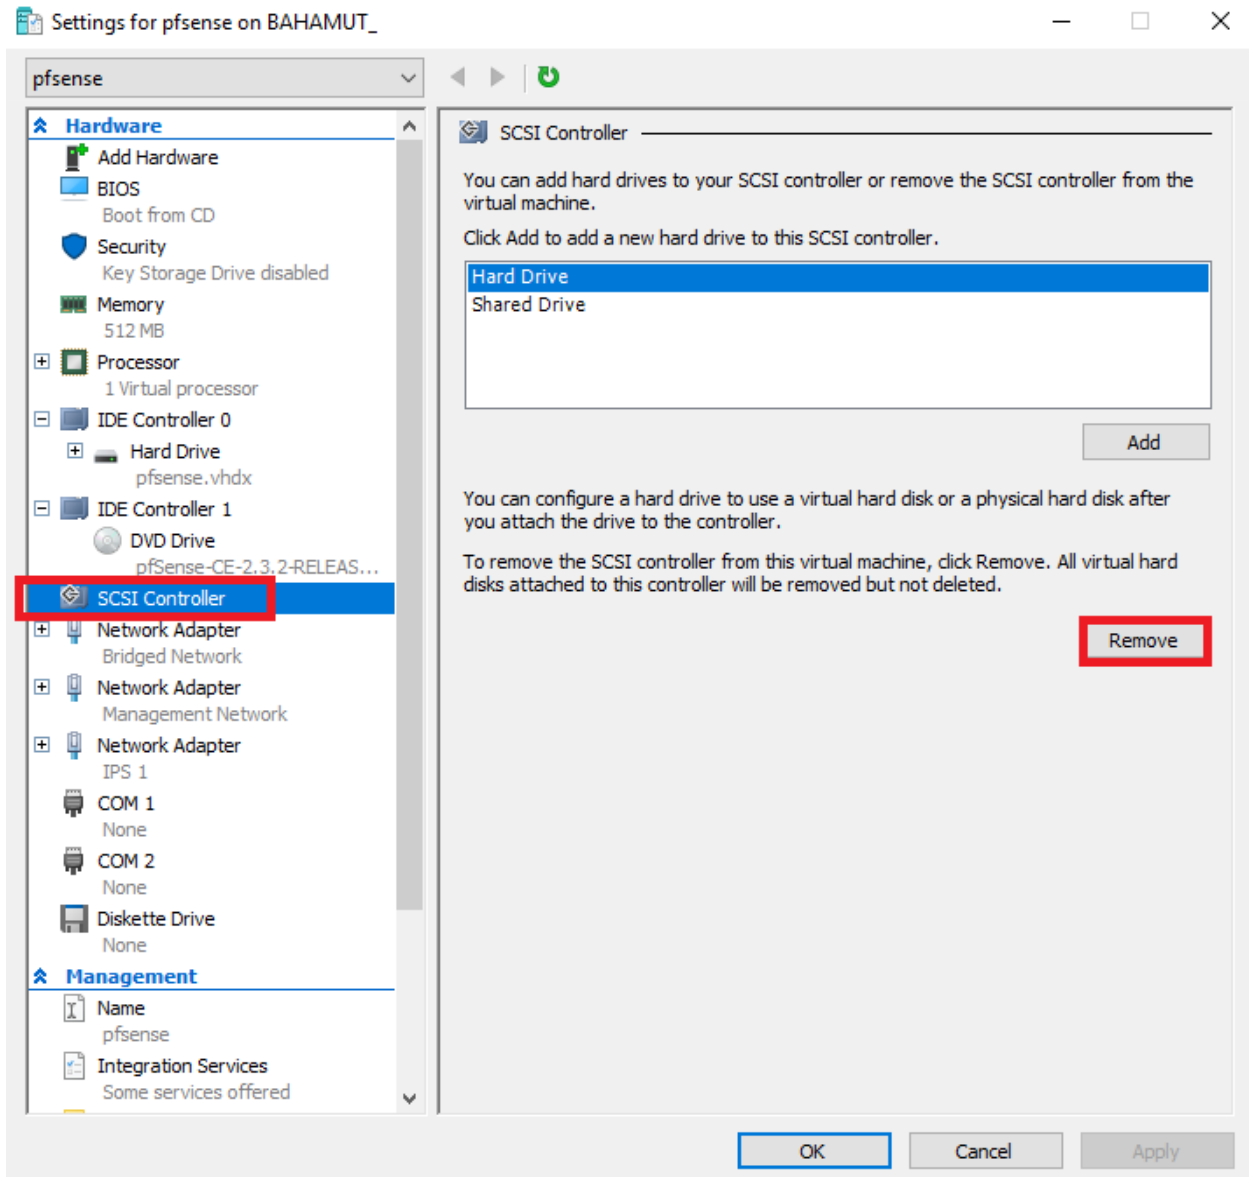 Settings for pfsense on BAHAMUT_
pfsense
Hardware
Add Hardware
BIOS
Boot from CD
Security
Key Storage Drive disabled
Memory
512 MB
Processor
1 Virtual processor
IDE Controller 0
Hard Drive
pfsense.vhdx
IDE Controller 1
DVD Drive
pfSense-CE-2.3.2-RELEAS...
SCSI Controller
Network Adapter
Bridged Network
Network Adapter
Management Network
Network Adapter
IPS 1
COM 1
None
COM 2
None
Diskette Drive
None
Management
Name
pfsense
Integration Services
Some services offered
SCSI Controller
You can add hard drives to your SCSI controller or remove the SCSI controller from the
virtual machine.
Click Add to add a new hard drive to this SCSI controller.
Hard Drive
Shared Drive
Add
You can configure a hard drive to use a virtual hard disk or a physical hard disk after
you attach the drive to the controller.
To remove the SCSI controller from this virtual machine, click Remove. All virtual hard
disks attached to this controller will be removed but not deleted.
Remove
OK
Cancel
Apply